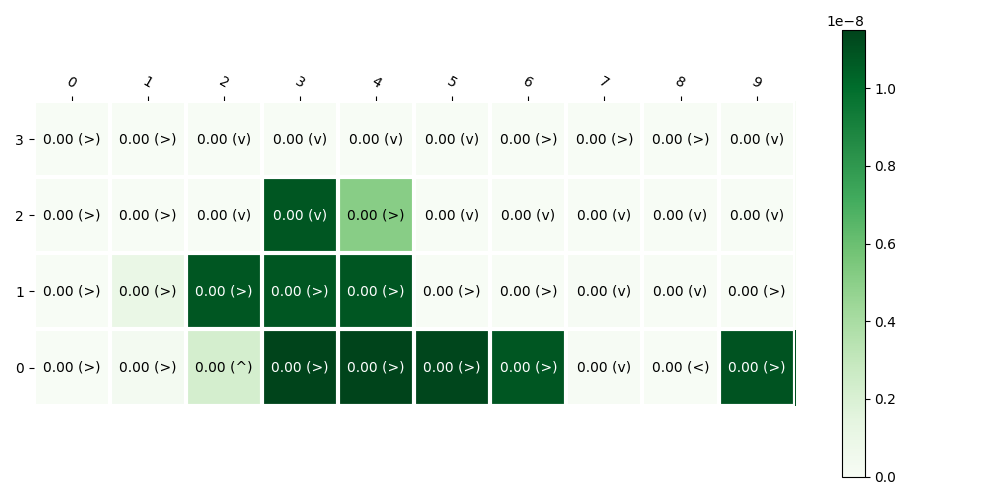 1e−8
0 1 2 3 4 5 6 7 8 9
1.0
3 0.00 (>) 0.00 (>) 0.00 (v) 0.00 (v) 0.00 (v) 0.00 (v) 0.00 (>) 0.00 (>) 0.00 (>) 0.00 (v)
0.8
2 0.00 (>) 0.00 (>) 0.00 (v) 0.00 (v) 0.00 (>) 0.00 (v) 0.00 (v) 0.00 (v) 0.00 (v) 0.00 (v)
0.6
1 0.00 (>) 0.00 (>) 0.00 (>) 0.00 (>) 0.00 (>) 0.00 (>) 0.00 (>) 0.00 (v) 0.00 (v) 0.00 (>)
0.4
0 0.00 (>) 0.00 (>) 0.00 (^) 0.00 (>) 0.00 (>) 0.00 (>) 0.00 (>) 0.00 (v) 0.00 (<) 0.00 (>)
0.2
0.0